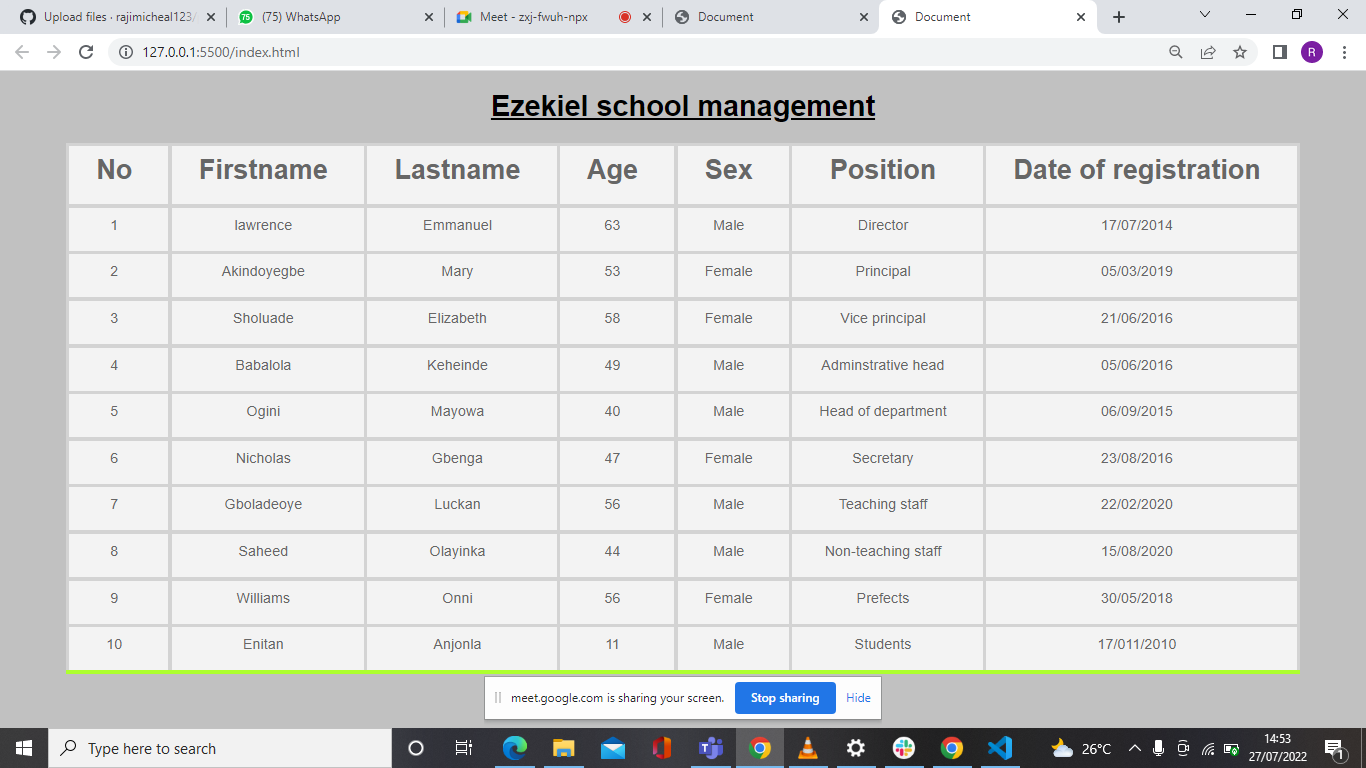 Upload files · rajimicheal123/
(75) WhatsApp
Meet - zxj-fwuh-npx
Document
Document
127.0.0.1:5500/index.html
R
Ezekiel school management
No Firstname Lastname Age Sex Position Date of registration
1 lawrence Emmanuel 63 Male Director 17/07/2014
2 Akindoyegbe Mary 53 Female Principal 05/03/2019
3 Sholuade Elizabeth 58 Female Vice principal 21/06/2016
4 Babalola Keheinde 49 Male Adminstrative head 05/06/2016
5 Ogini Mayowa 40 Male Head of department 06/09/2015
6 Nicholas Gbenga 47 Female Secretary 23/08/2016
7 Gboladeoye Luckan 56 Male Teaching staff 22/02/2020
8 Saheed Olayinka 44 Male Non-teaching staff 15/08/2020
9 Williams Onni 56 Female Prefects 30/05/2018
10 Enitan Anjonla 11 Male Students 17/011/2010
meet.google.com is sharing your screen. Stop sharing Hide
Type here to search
26°C
14:53
27/07/2022
1